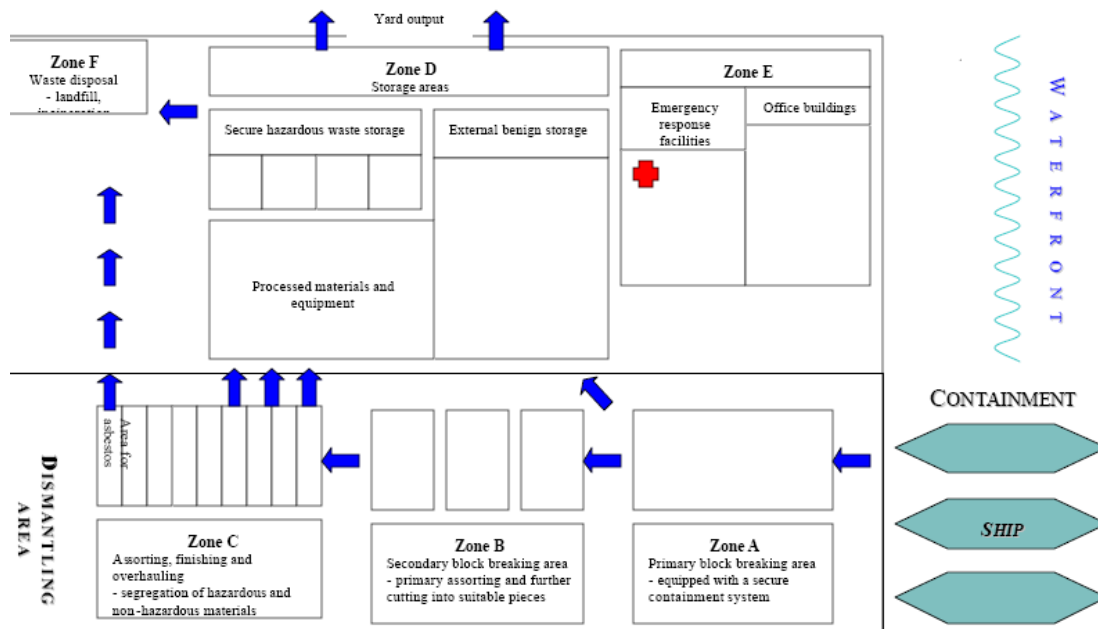 Yard output
Zone F
Waste disposal
- landfill,
Zone D
Storage areas
Zone E
Emergency
response
facilities
Office buildings
Secure hazardous waste storage
External benign storage
Processed materials and
equipment
WATERFRONT
CONTAINMENT
SHIP
Area for
asbestos
DISMANTLING
AREA
Zone C
Assorting, finishing and
overhauling
- segregation of hazardous and
non-hazardous materials
Zone B
Secondary block breaking area
- primary assorting and further
cutting into suitable pieces
Zone A
Primary block breaking area
- equipped with a secure
containment system